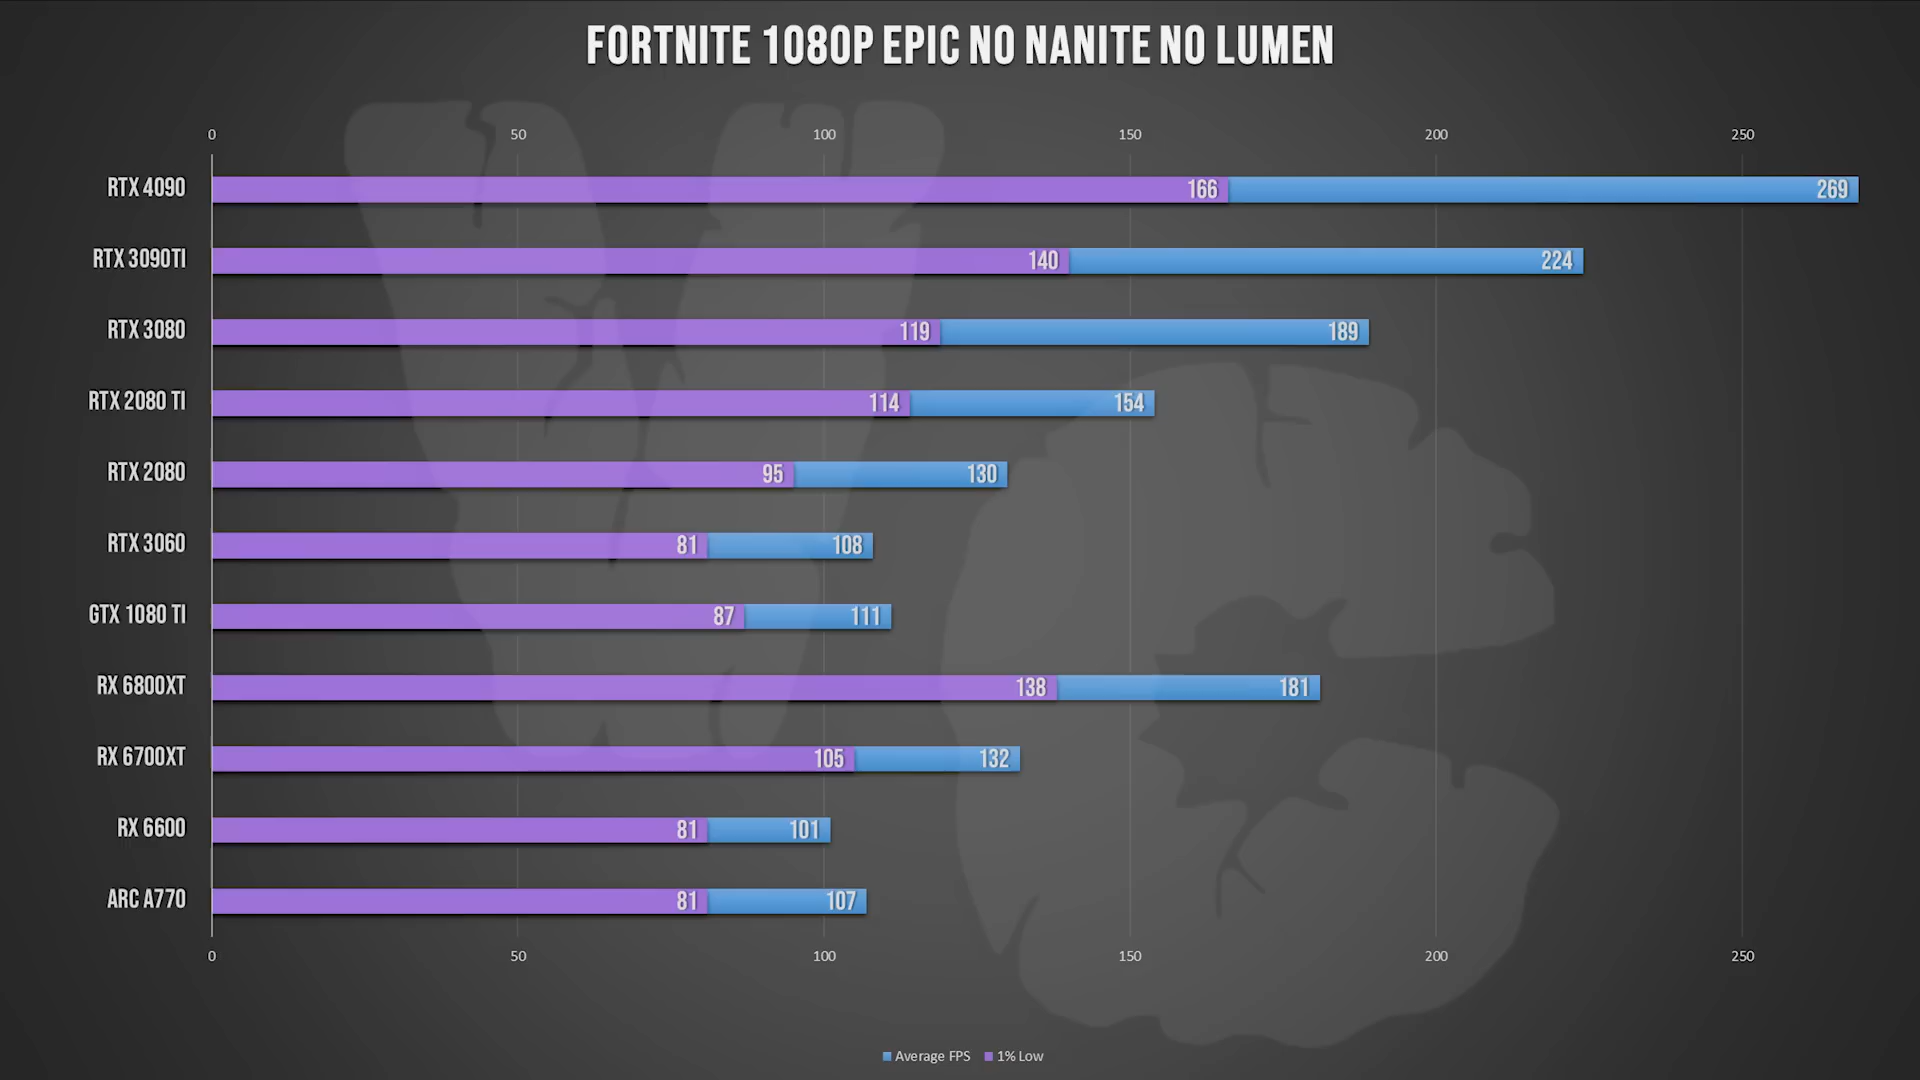 FORTNITE 1080P EPIC NO NANITE NO LUMEN
0 50 100 150 200 250
RTX 4090 166 269
RTX 3090TI 140 224
RTX 3080 119 189
RTX 2080 TI 114 154
RTX 2080 95 130
RTX 3060 81 108
GTX 1080 TI 87 111
RX 6800XT 138 181
RX 6700XT 105 132
RX 6600 81 101
ARC A770 81 107
0 50 100 150 200 250
Average FPS 1% Low